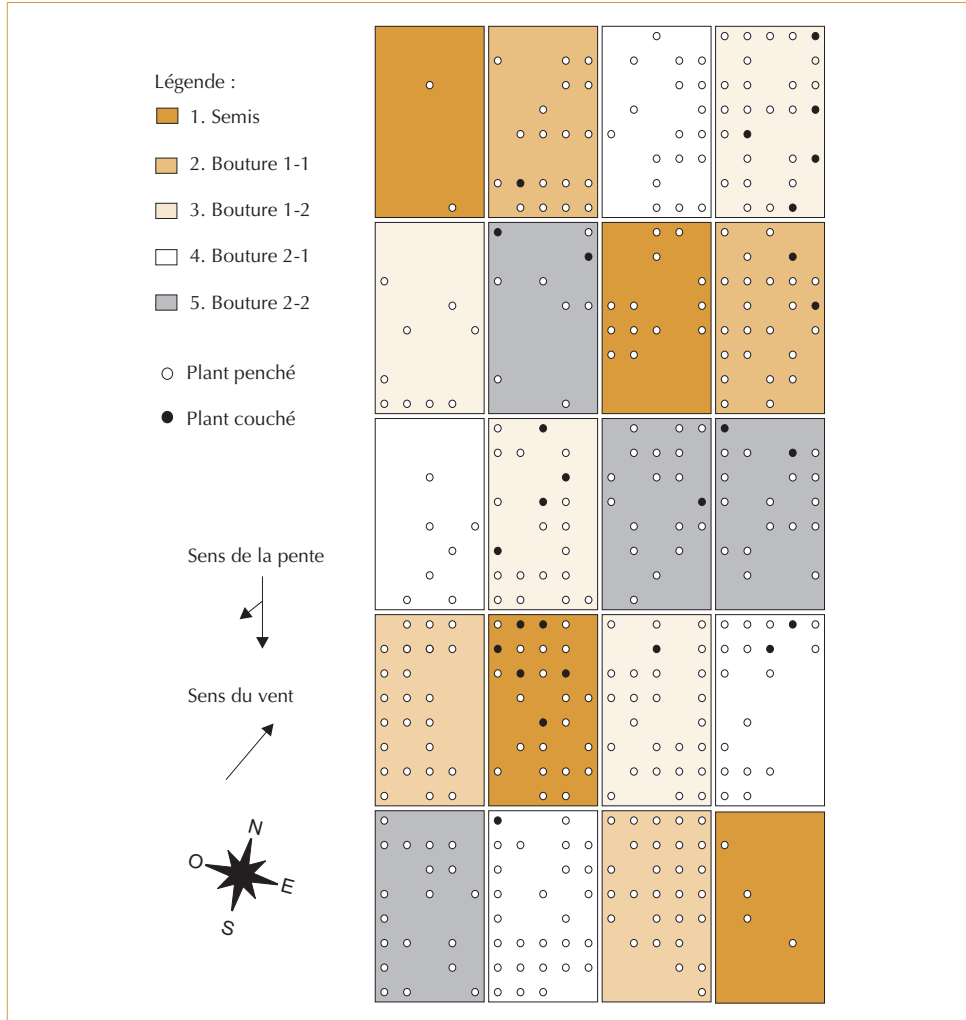 Légende :
1. Semis
2. Bouture 1-1
3. Bouture 1-2
4. Bouture 2-1
5. Bouture 2-2
Plant penché
Plant couché
Sens de la pente
Sens du vent
N
O
E
S